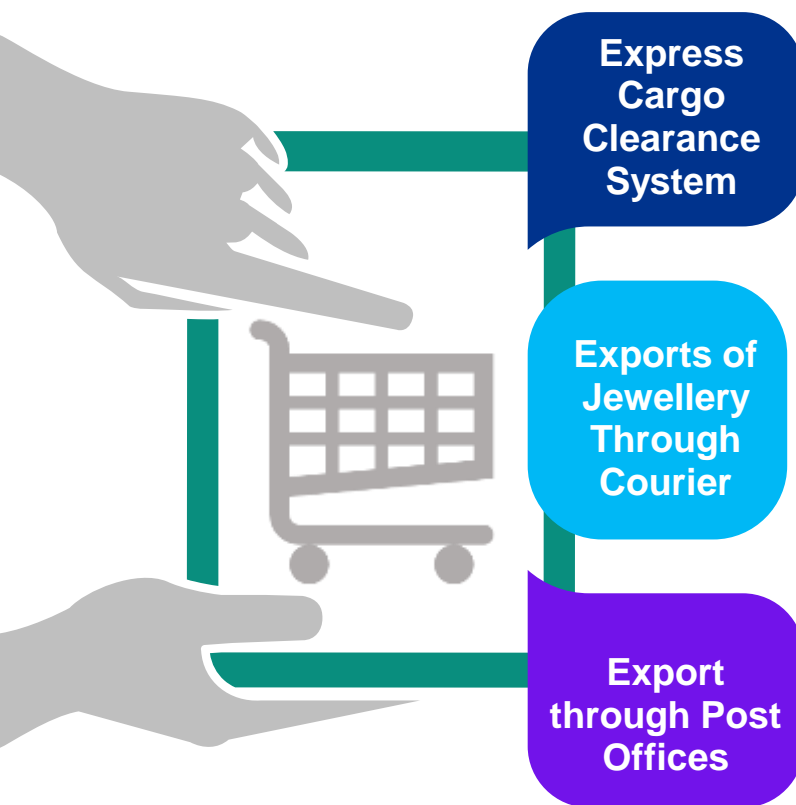 Express
Cargo
Clearance
System
Exports of
Jewellery
Through
Courier
Export
through Post
Offices